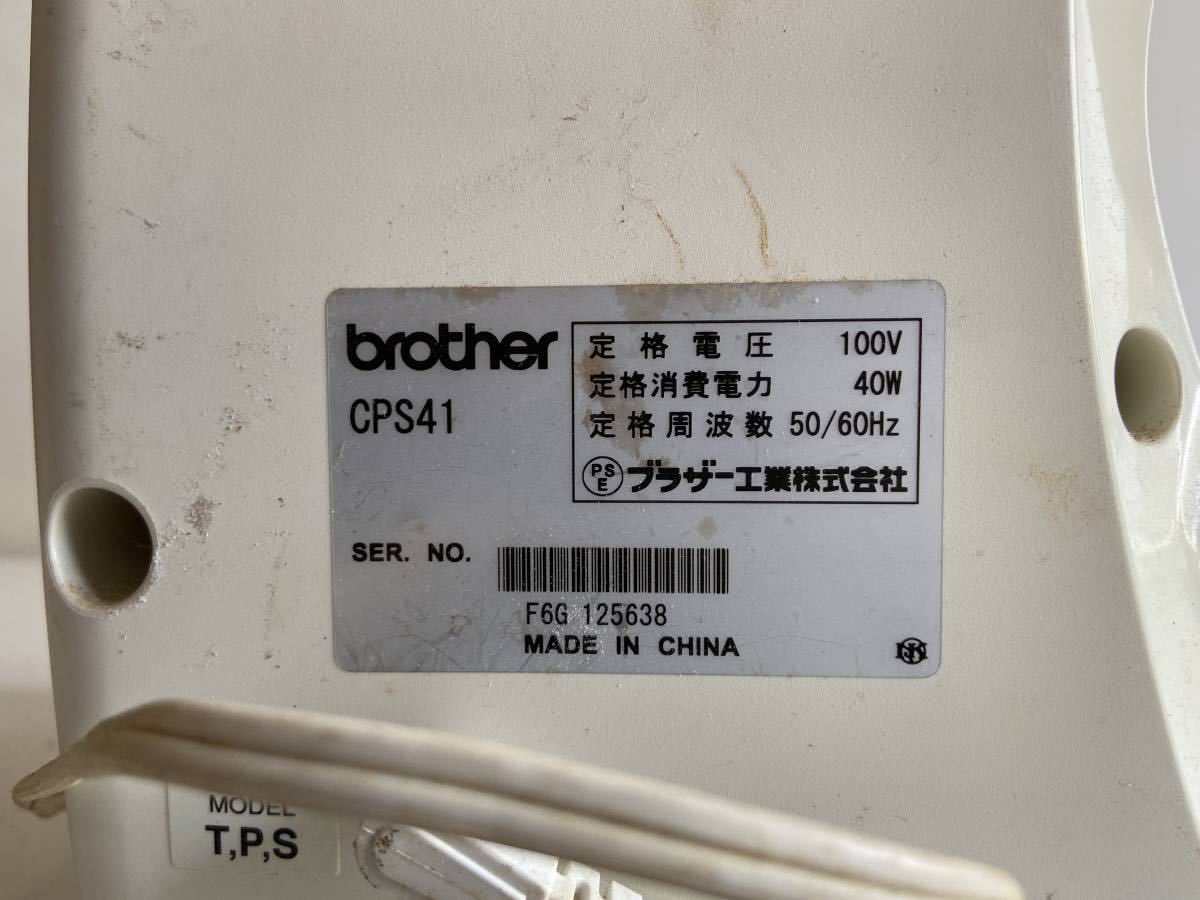 brother
CPS41
定格電圧 100V
定格消費電力 40W
定格周波数 50/60Hz
PS
E ブラザー工業株式会社
SER. NO.
F6G 125638
MADE IN CHINA
MODEL
T,P,S